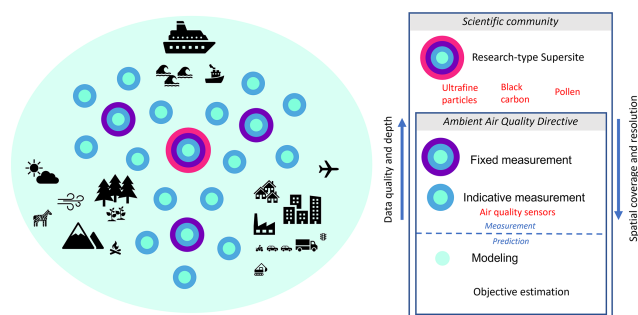 Scientific community
Research-type Supersite
Ultrafine
particles
Black
carbon
Pollen
Ambient Air Quality Directive
Fixed measurement
Indicative measurement
Air quality sensors
Measurement
Prediction
Modeling
Objective estimation
Data quality and depth
Spatial coverage and resolution